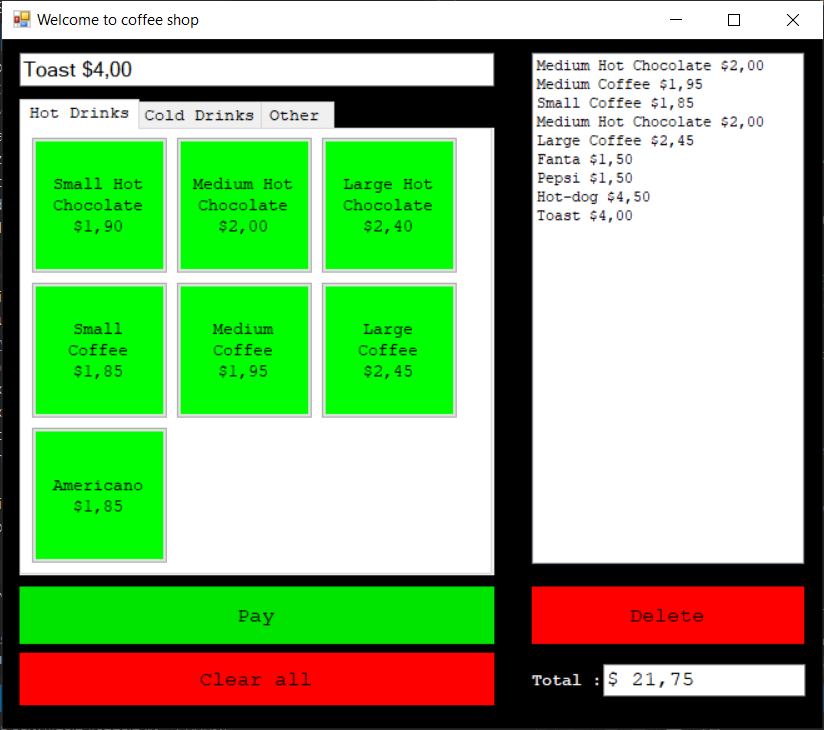 Welcome to coffee shop
Toast $4,00
Hot Drinks
Cold Drinks
Other
Small Hot
Chocolate
$1,90
Medium Hot
Chocolate
$2,00
Large Hot
Chocolate
$2,40
Small
Coffee
$1,85
Medium
Coffee
$1,95
Large
Coffee
$2,45
Americano
$1,85
Pay
Clear all
Medium Hot Chocolate $2,00
Medium Coffee $1,95
Small Coffee $1,85
Medium Hot Chocolate $2,00
Large Coffee $2,45
Fanta $1,50
Pepsi $1,50
Hot-dog $4,50
Toast $4,00
Delete
Total : $ 21,75